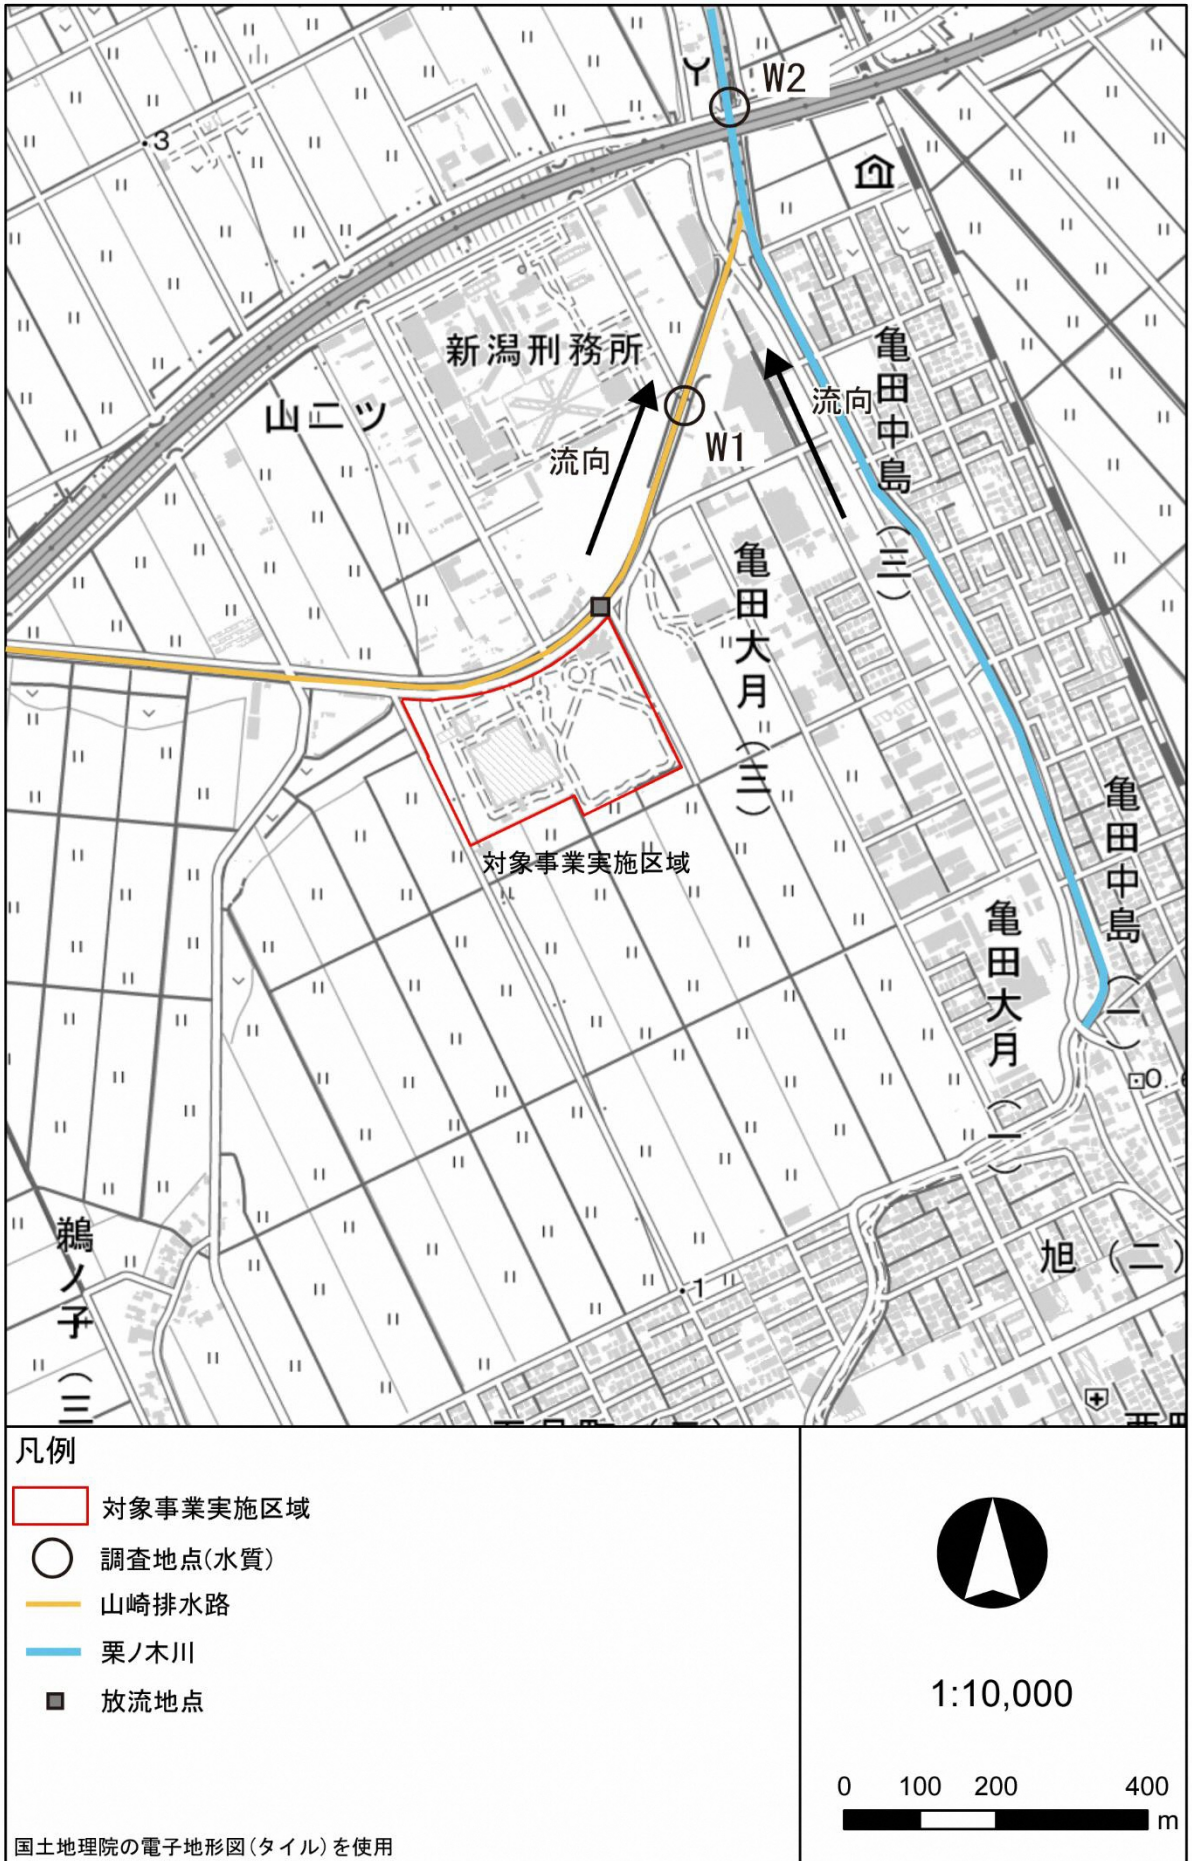 W2
3
新潟刑務所
山二ツ
流向
W1
流向
亀田中島(三)
亀田大月(三)
対象事業実施区域
亀田中島(一)
亀田大月(一)
旭(二)
鵜ノ子(三
1
凡例
対象事業実施区域
調査地点(水質)
山崎排水路
栗ノ木川
放流地点
国土地理院の電子地形図(タイル)を使用
1:10,000
0 100 200 400
m